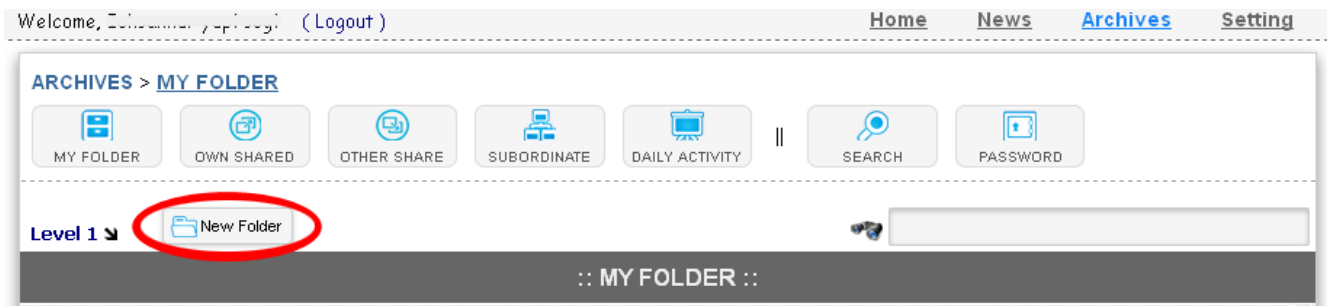 Welcome, ( Logout ) Home News Archives Setting
ARCHIVES > MY FOLDER
MY FOLDER OWN SHARED OTHER SHARE SUBORDINATE DAILY ACTIVITY || SEARCH PASSWORD
Level 1 New Folder
:: MY FOLDER ::